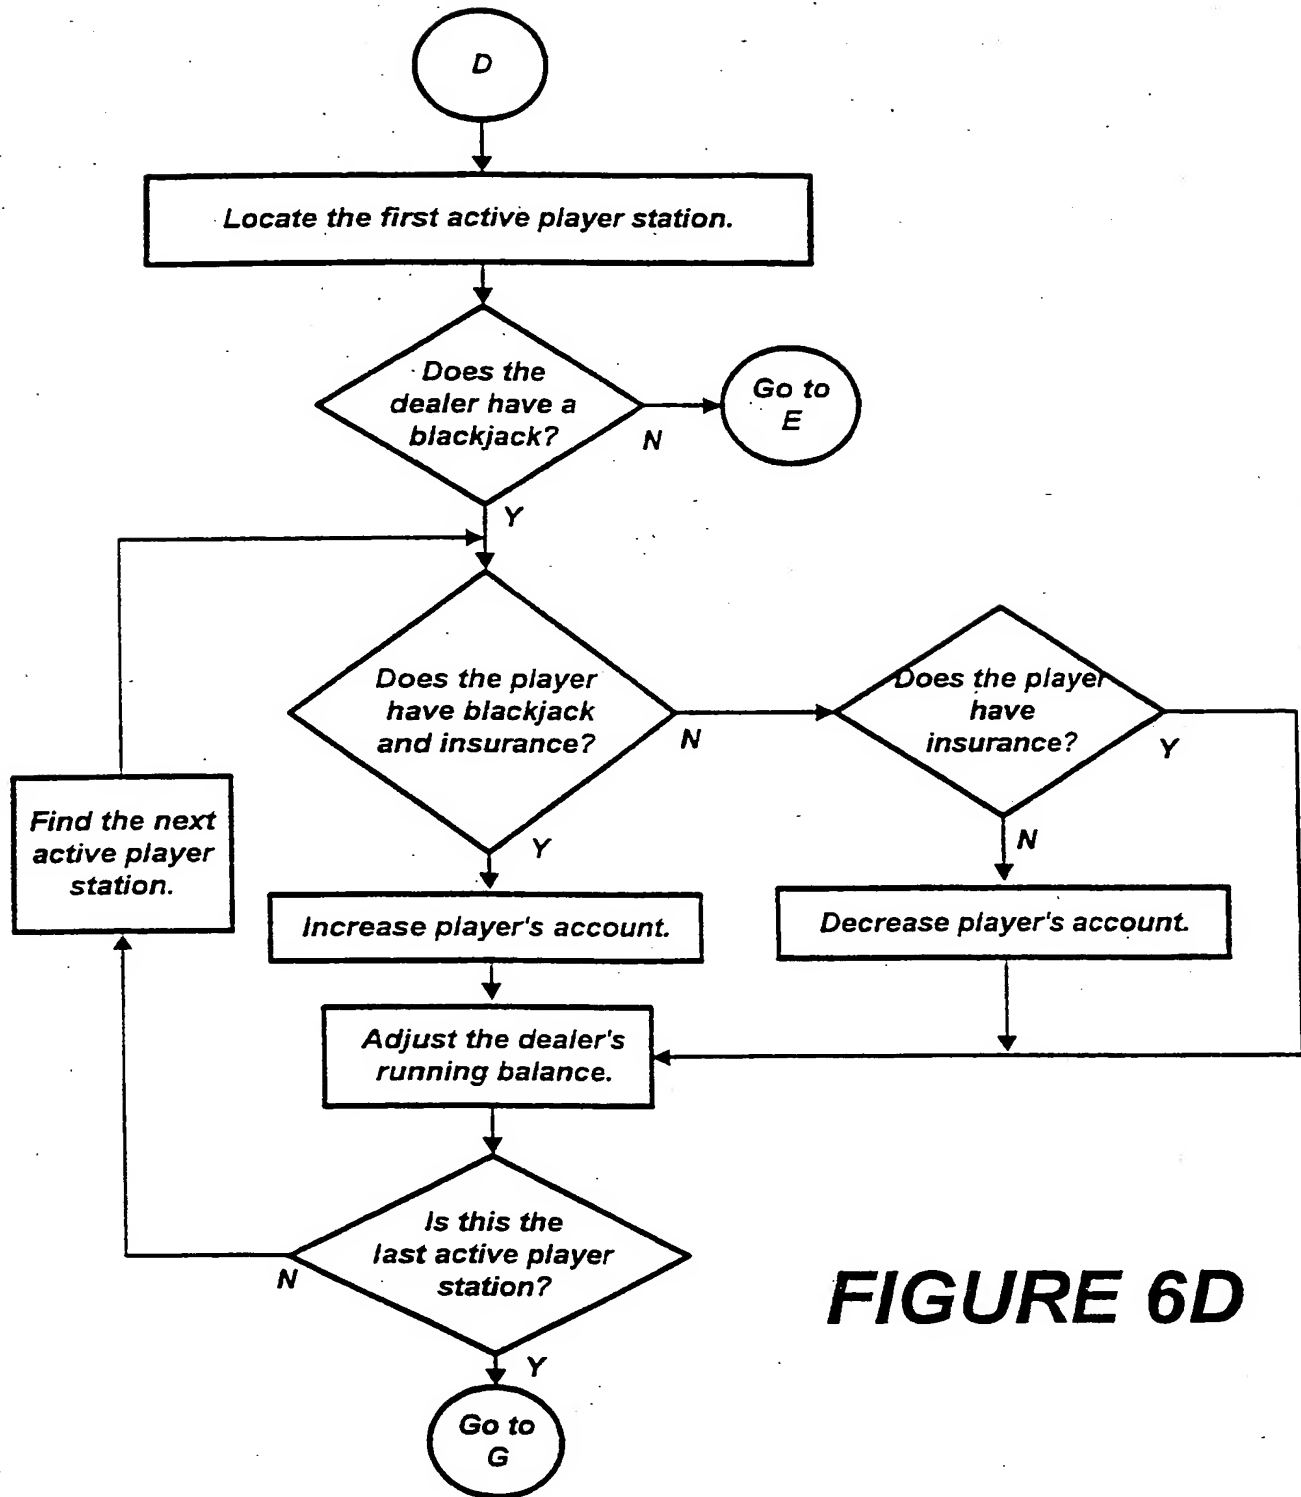 D
Locate the first active player station.
Does the
dealer have a
blackjack?
N
Go to
E
Y
Does the player
have blackjack
and insurance?
N
Does the player
have
insurance?
Y
Find the next
active player
station.
Y
N
Increase player's account.
Decrease player's account.
Adjust the dealer's
running balance.
Is this the
last active player
station?
N
Y
Go to
G
FIGURE 6D